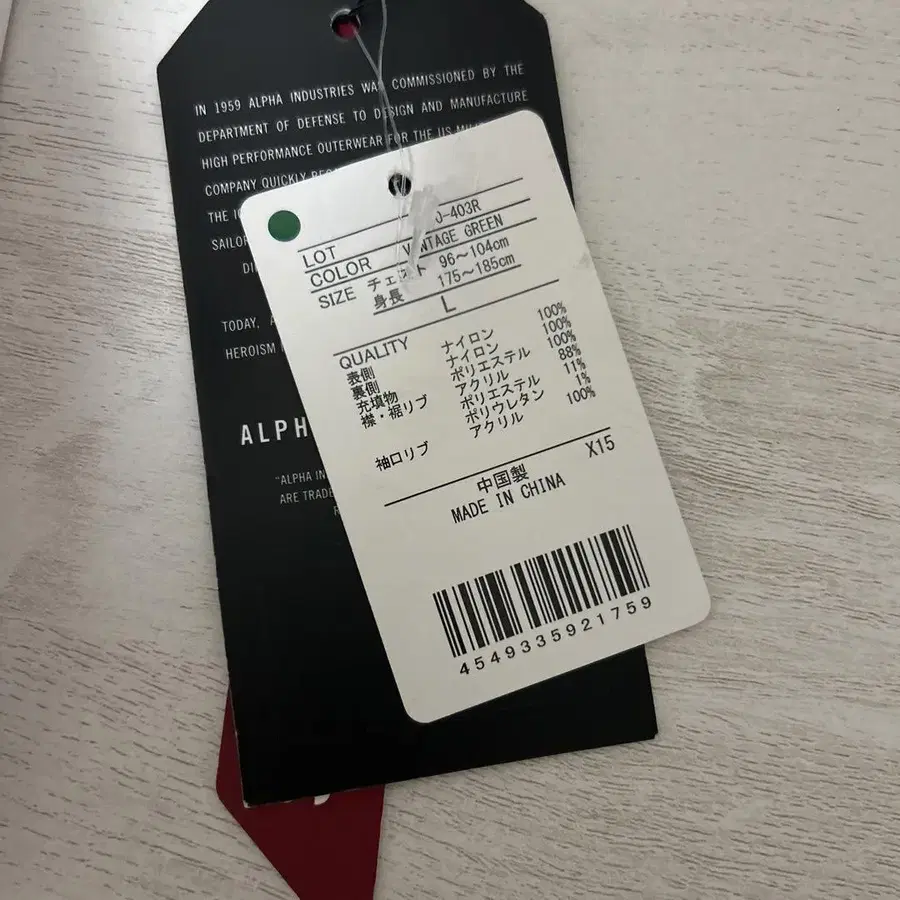 IN 1959 ALPHA INDUSTRIES WAS COMMISSIONED BY THE
DEPARTMENT OF DEFENSE TO DESIGN AND MANUFACTURE
HIGH PERFORMANCE OUTERWEAR FOR THE US
COMPANY QUICKLY
THE
TODAY,
HEROISM
LOT -403R
COLOR VINTAGE GREEN
SIZE チェスト 96～104cm
身長 175～185cm
L
QUALITY
表側 ナイロン 100%
裏側 ナイロン 100%
充填物 ポリエステル 100%
襟・裾リブ アクリル 88%
ポリエステル 11%
ポリウレタン 1%
袖口リブ アクリル 100%
X15
中国製
MADE IN CHINA
4549335921759
"ALPHA
ARE